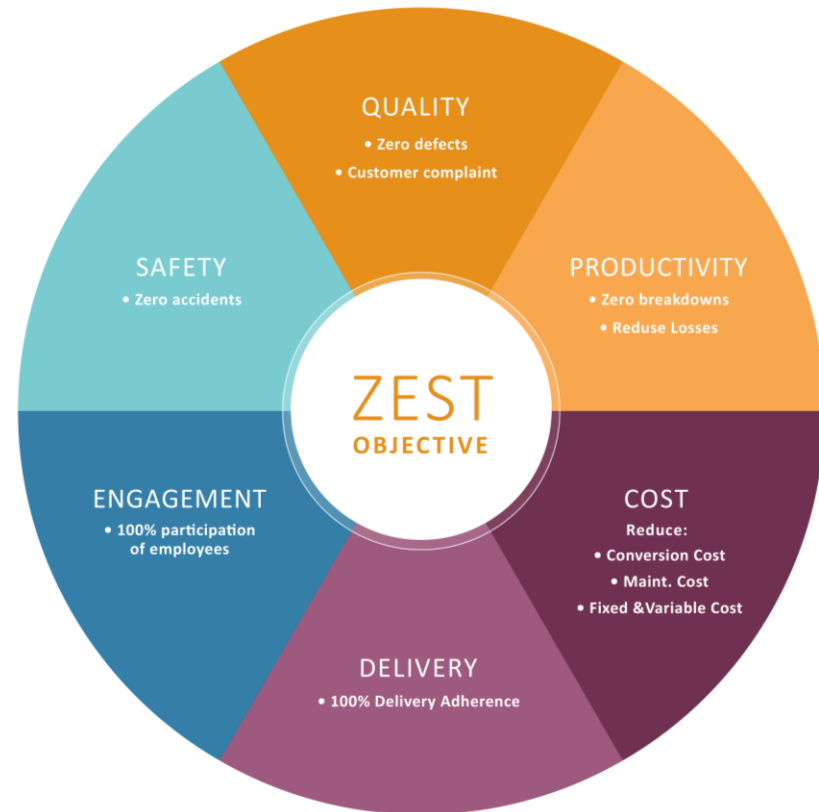 QUALITY
• Zero defects
• Customer complaint
PRODUCTIVITY
• Zero breakdowns
• Reduse Losses
COST
Reduce:
• Conversion Cost
• Maint. Cost
• Fixed &Variable Cost
DELIVERY
• 100% Delivery Adherence
ENGAGEMENT
• 100% participation
of employees
SAFETY
• Zero accidents
ZEST
OBJECTIVE